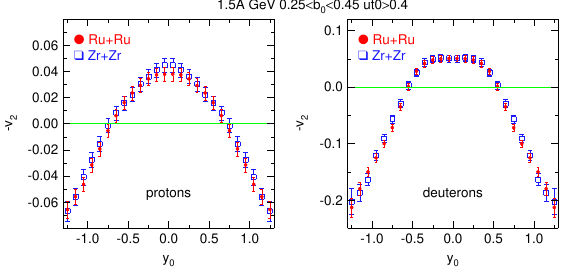 1.5A GeV 0.25<b₀<0.45 ut0>0.4
Ru+Ru
Zr+Zr
0.06
0.04
0.02
0.00
-0.02
-0.04
-0.06
-v₂
protons
-1.0 -0.5 0.0 0.5 1.0
y₀
Ru+Ru
Zr+Zr
0.1
0.0
-0.1
-0.2
-v₂
deuterons
-1.0 -0.5 0.0 0.5 1.0
y₀